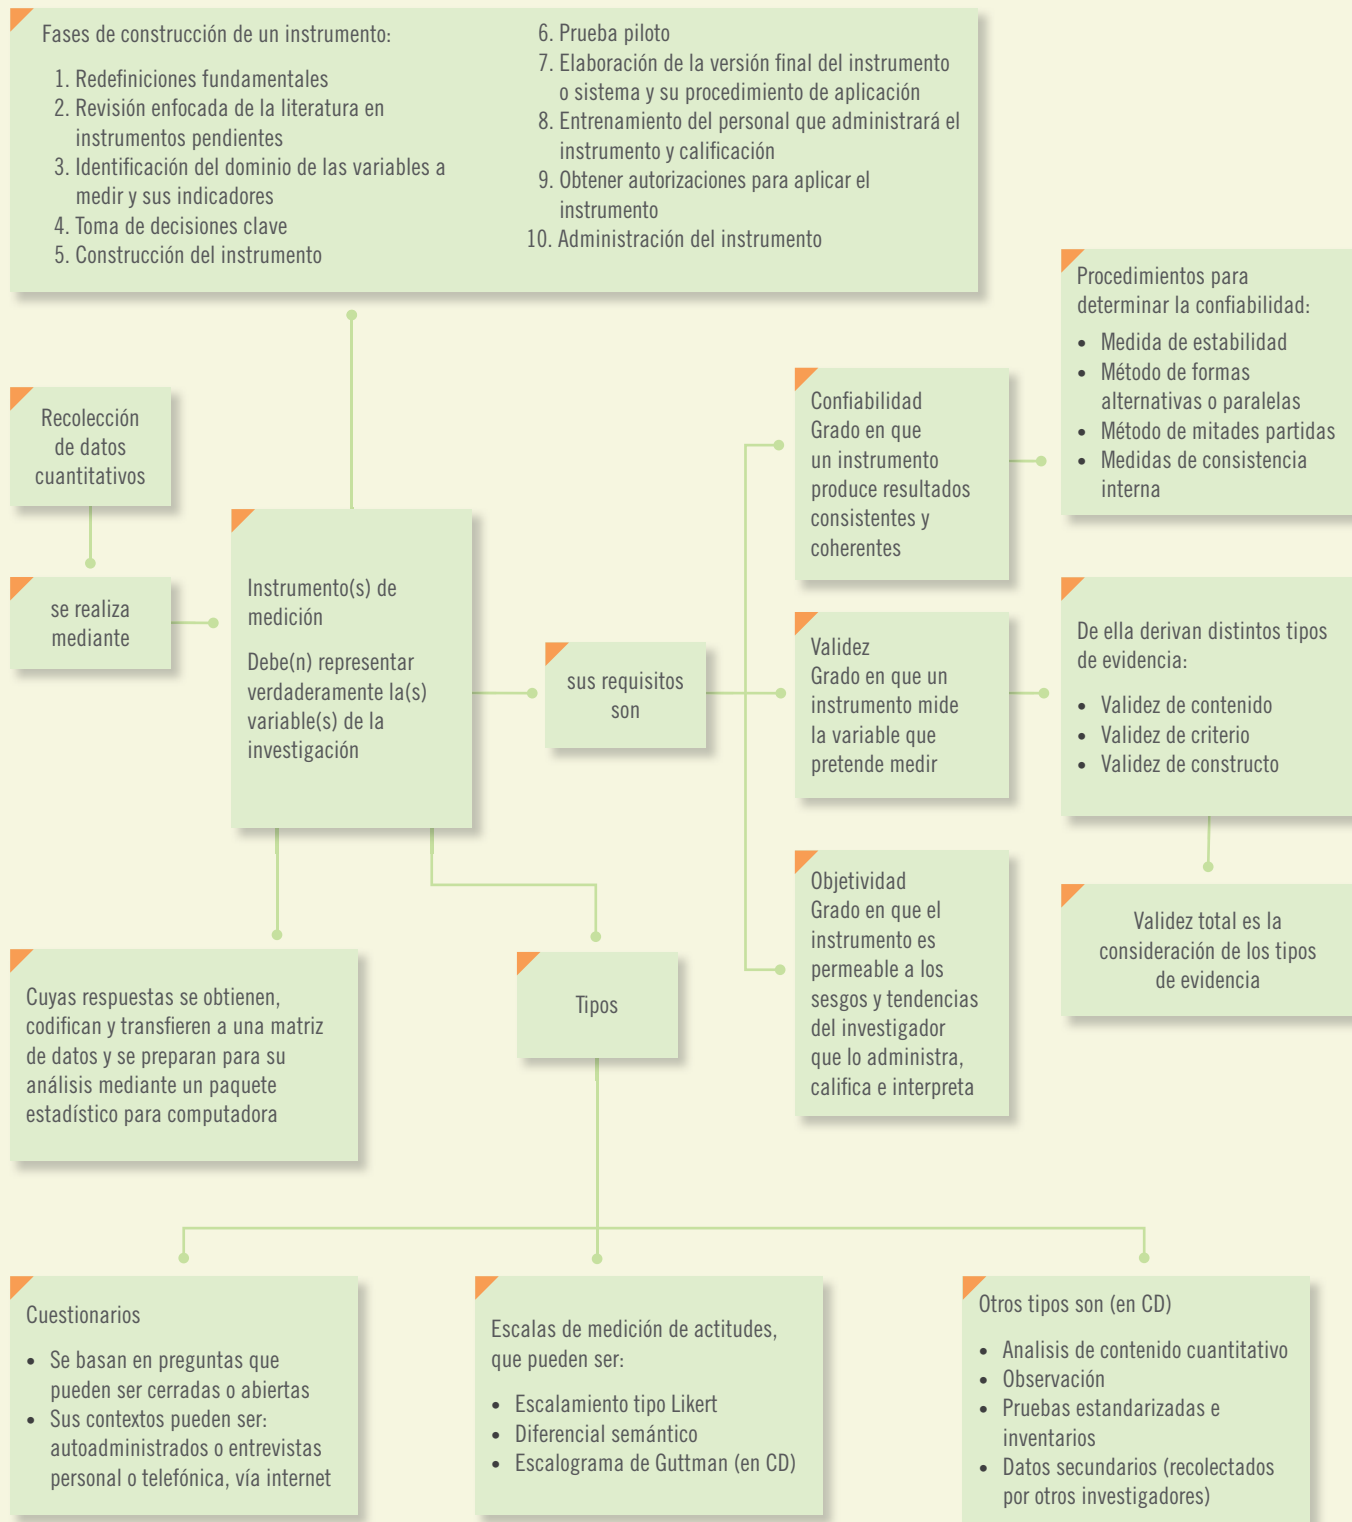 Fases de construcción de un instrumento:
1. Redefiniciones fundamentales
2. Revisión enfocada de la literatura en
instrumentos pendientes
3. Identificación del dominio de las variables a
medir y sus indicadores
4. Toma de decisiones clave
5. Construcción del instrumento
6. Prueba piloto
7. Elaboración de la versión final del instrumento
o sistema y su procedimiento de aplicación
8. Entrenamiento del personal que administrará el
instrumento y calificación
9. Obtener autorizaciones para aplicar el
instrumento
10. Administración del instrumento
Recolección
de datos
cuantitativos
se realiza
mediante
Instrumento(s) de
medición
Debe(n) representar
verdaderamente la(s)
variable(s) de la
investigación
sus requisitos
son
Confiabilidad
Grado en que
un instrumento
produce resultados
consistentes y
coherentes
Procedimientos para
determinar la confiabilidad:
• Medida de estabilidad
• Método de formas
alternativas o paralelas
• Método de mitades partidas
• Medidas de consistencia
interna
Validez
Grado en que un
instrumento mide
la variable que
pretende medir
De ella derivan distintos tipos
de evidencia:
• Validez de contenido
• Validez de criterio
• Validez de constructo
Validez total es la
consideración de los tipos
de evidencia
Objetividad
Grado en que el
instrumento es
permeable a los
sesgos y tendencias
del investigador
que lo administra,
califica e interpreta
Cuyas respuestas se obtienen,
codifican y transfieren a una matriz
de datos y se preparan para su
análisis mediante un paquete
estadístico para computadora
Tipos
Cuestionarios
• Se basan en preguntas que
pueden ser cerradas o abiertas
• Sus contextos pueden ser:
autoadministrados o entrevistas
personal o telefónica, vía internet
Escalas de medición de actitudes,
que pueden ser:
• Escalamiento tipo Likert
• Diferencial semántico
• Escalograma de Guttman (en CD)
Otros tipos son (en CD)
• Analisis de contenido cuantitativo
• Observación
• Pruebas estandarizadas e
inventarios
• Datos secundarios (recolectados
por otros investigadores)